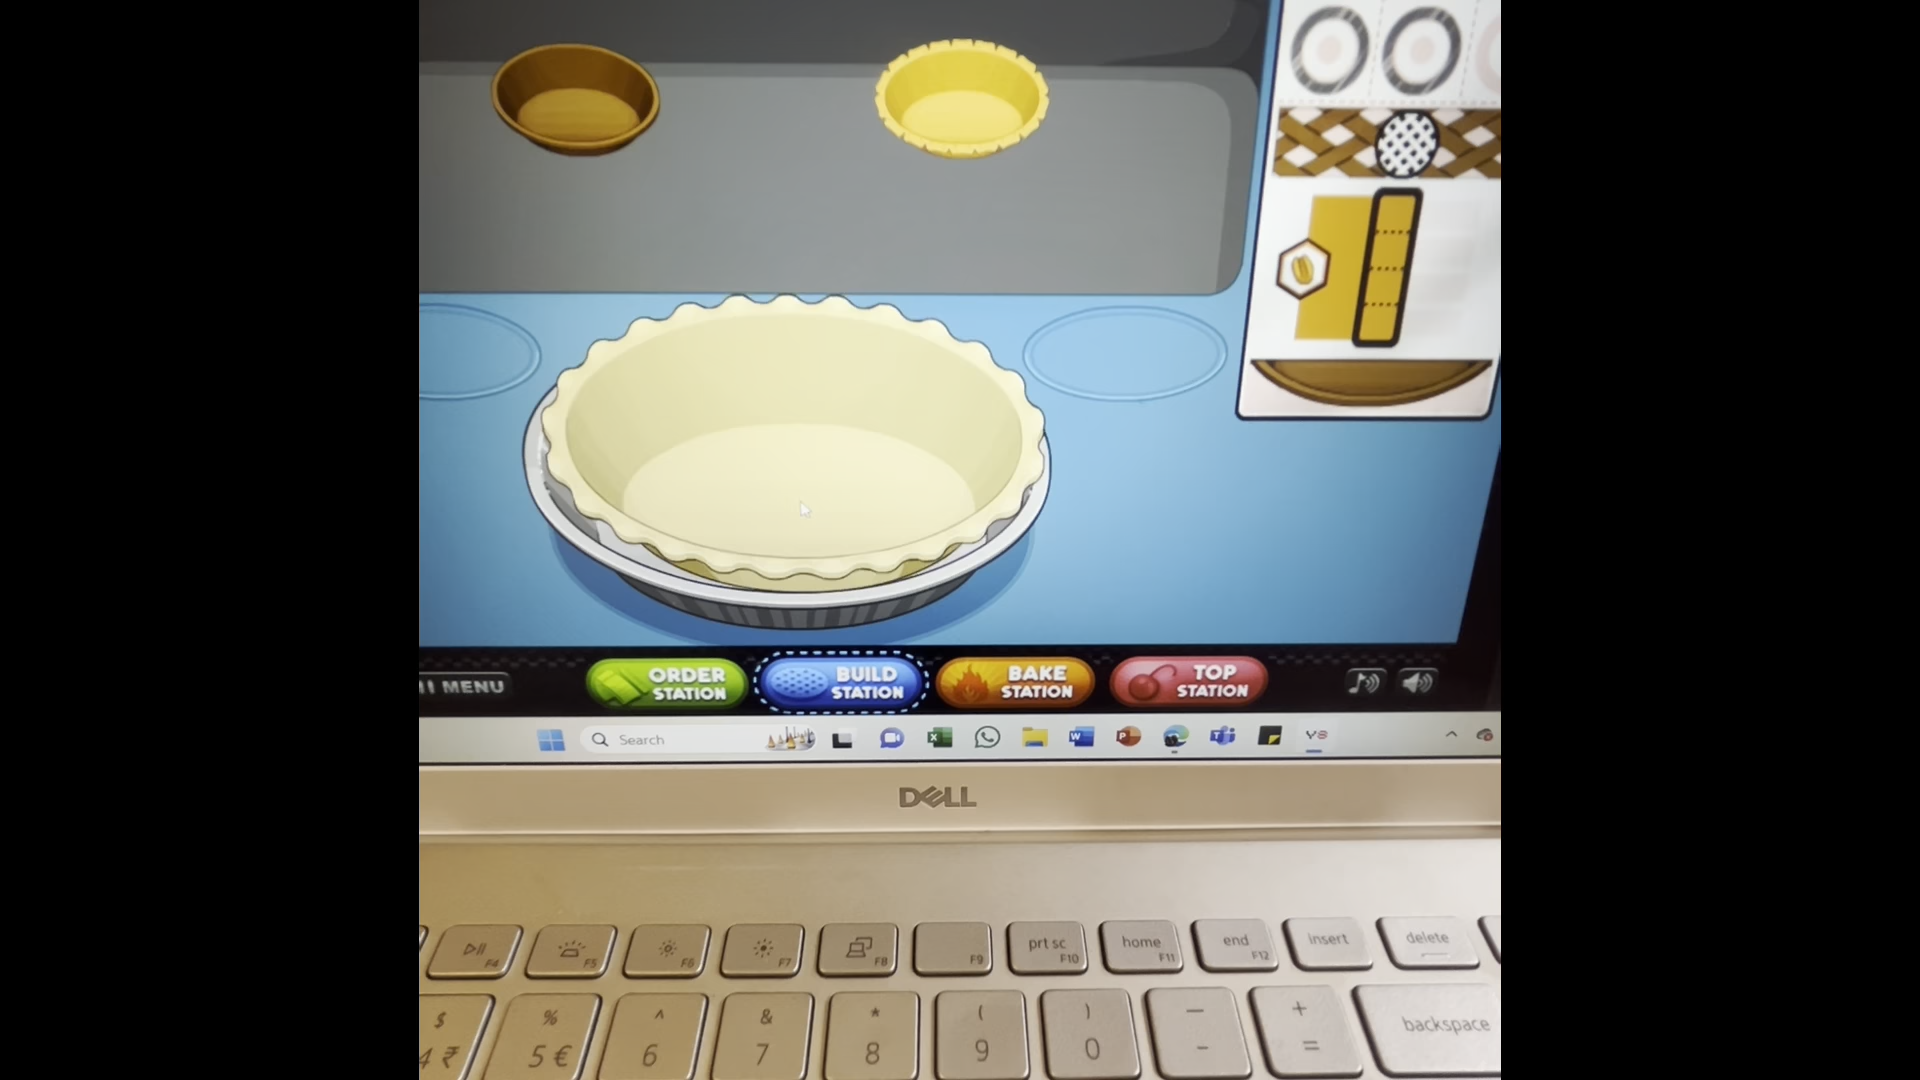 MENU
ORDER
STATION
BUILD
STATION
BAKE
STATION
TOP
STATION
Search
DELL
F4
F5
F6
F7
F8
F9
prt sc
F10
home
F11
end
F12
insert
delete
$
4 ₹
%
5 €
^
6
&
7
*
8
(
9
)
0
—
-
+
=
backspace